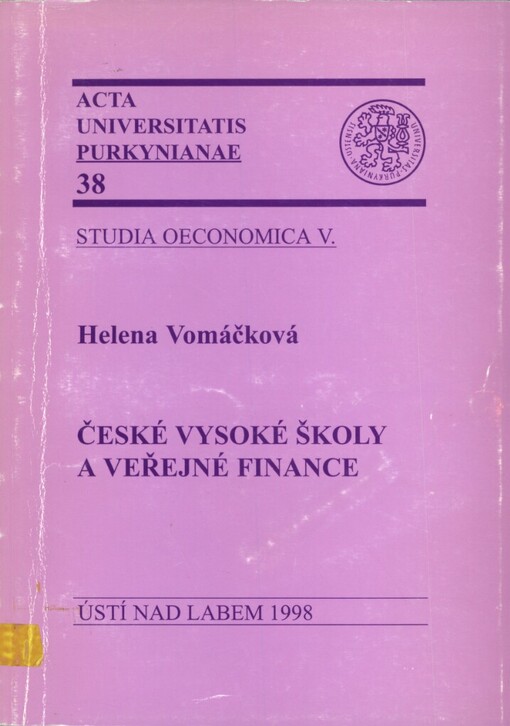 ACTA
UNIVERSITATIS
PURKYNIANAE
38
STUDIA OECONOMICA V.
Helena Vomáčková
ČESKÉ VYSOKÉ ŠKOLY
A VEŘEJNÉ FINANCE
ÚSTÍ NAD LABEM 1998